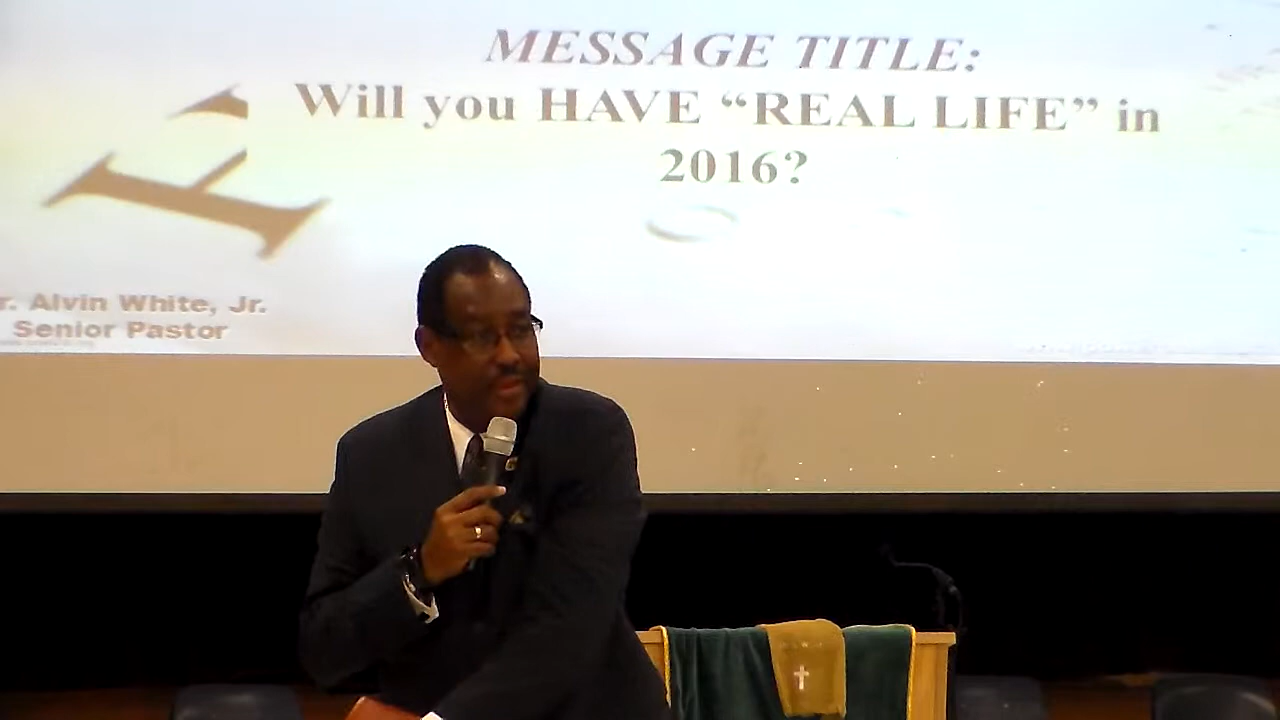 MESSAGE TITLE:
Will you HAVE “REAL LIFE” in
2016?
r. Alvin White, Jr.
Senior Pastor